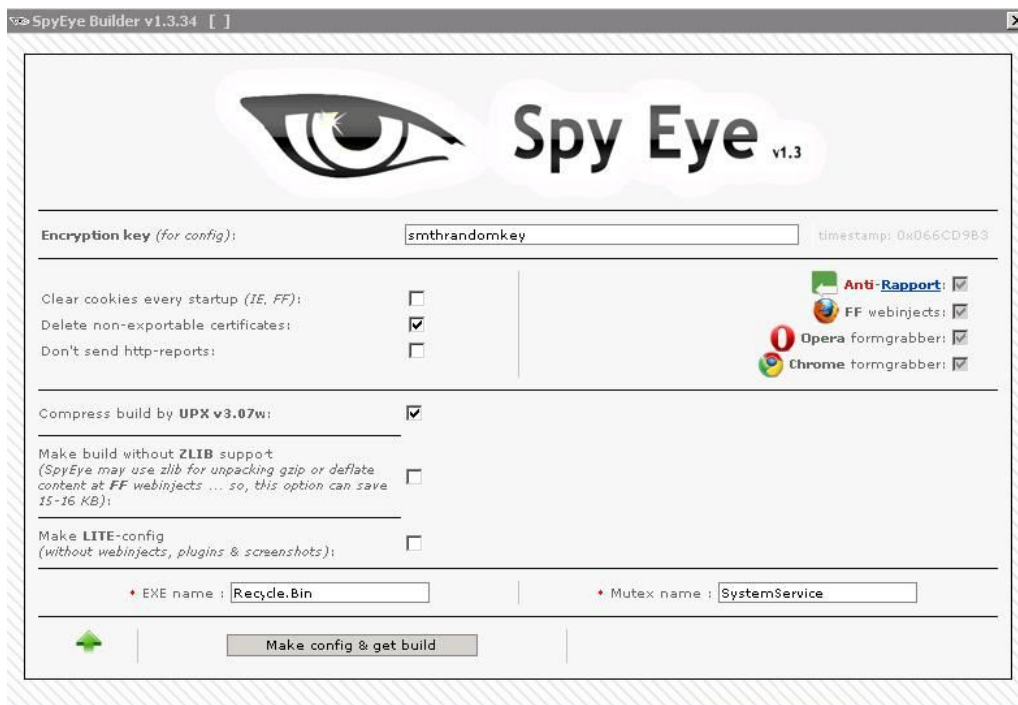 SpyEye Builder v1.3.34 [ ]
Spy Eye v1.3
Encryption key (for config):
smthrandomkey
timestamp: 0x066CD9B3
Clear cookies every startup (IE, FF):
Delete non-exportable certificates:
Don't send http-reports:
Anti-Rapport:
FF webinjects:
Opera formgrabber:
Chrome formgrabber:
Compress build by UPX v3.07w:
Make build without ZLIB support
(SpyEye may use zlib for unpacking gzip or deflate
content at FF webinjects ... so, this option can save
15-16 KB):
Make LITE-config
(without webinjects, plugins & screenshots):
• EXE name : Recycle.Bin
• Mutex name : SystemService
Make config & get build